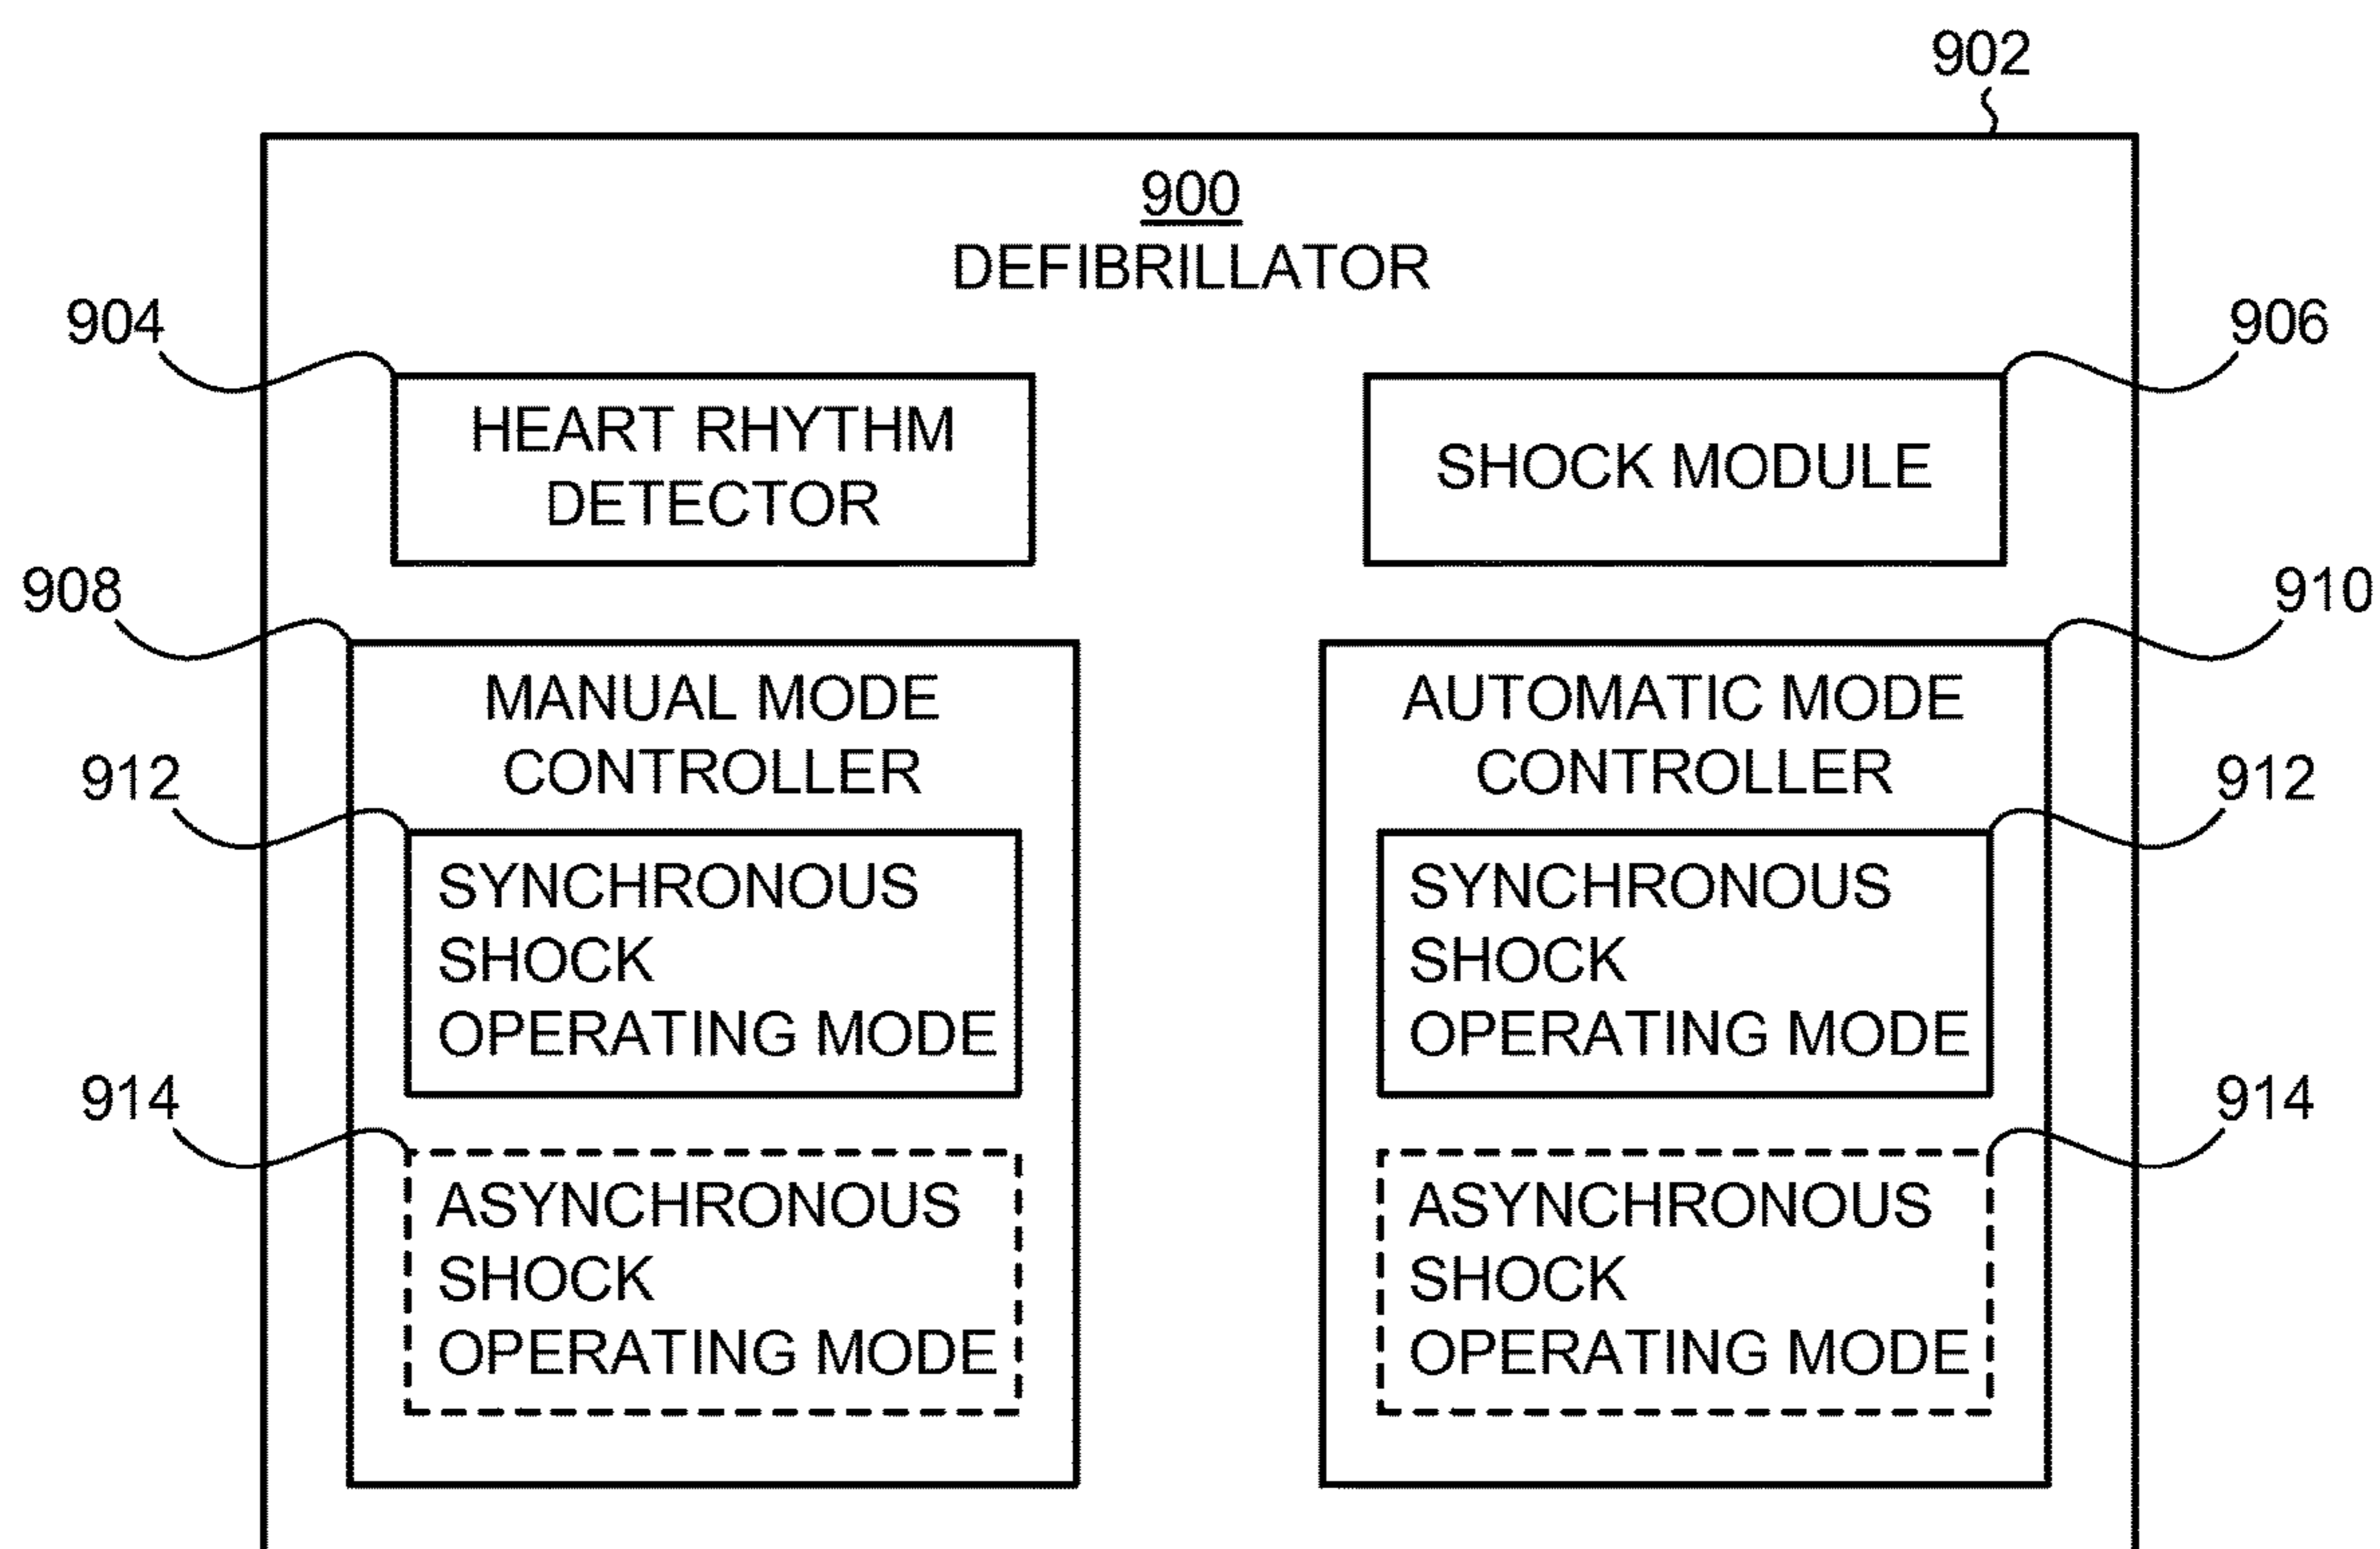 902
900
DEFIBRILLATOR
904
906
HEART RHYTHM
DETECTOR
SHOCK MODULE
908
910
MANUAL MODE
CONTROLLER
AUTOMATIC MODE
CONTROLLER
912
912
SYNCHRONOUS
SHOCK
OPERATING MODE
SYNCHRONOUS
SHOCK
OPERATING MODE
914
914
ASYNCHRONOUS
SHOCK
OPERATING MODE
ASYNCHRONOUS
SHOCK
OPERATING MODE